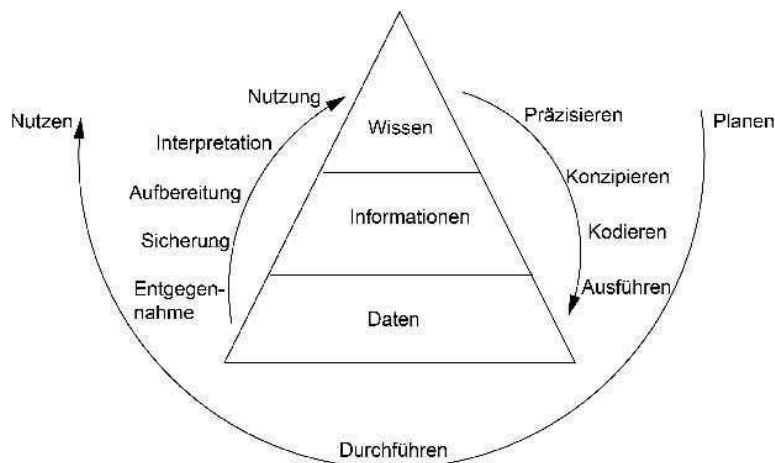 Nutzung
Präzisieren
Nutzen
Wissen
Planen
Interpretation
Konzipieren
Aufbereitung
Informationen
Sicherung
Kodieren
Entgegen-
nahme
Ausführen
Daten
Durchführen